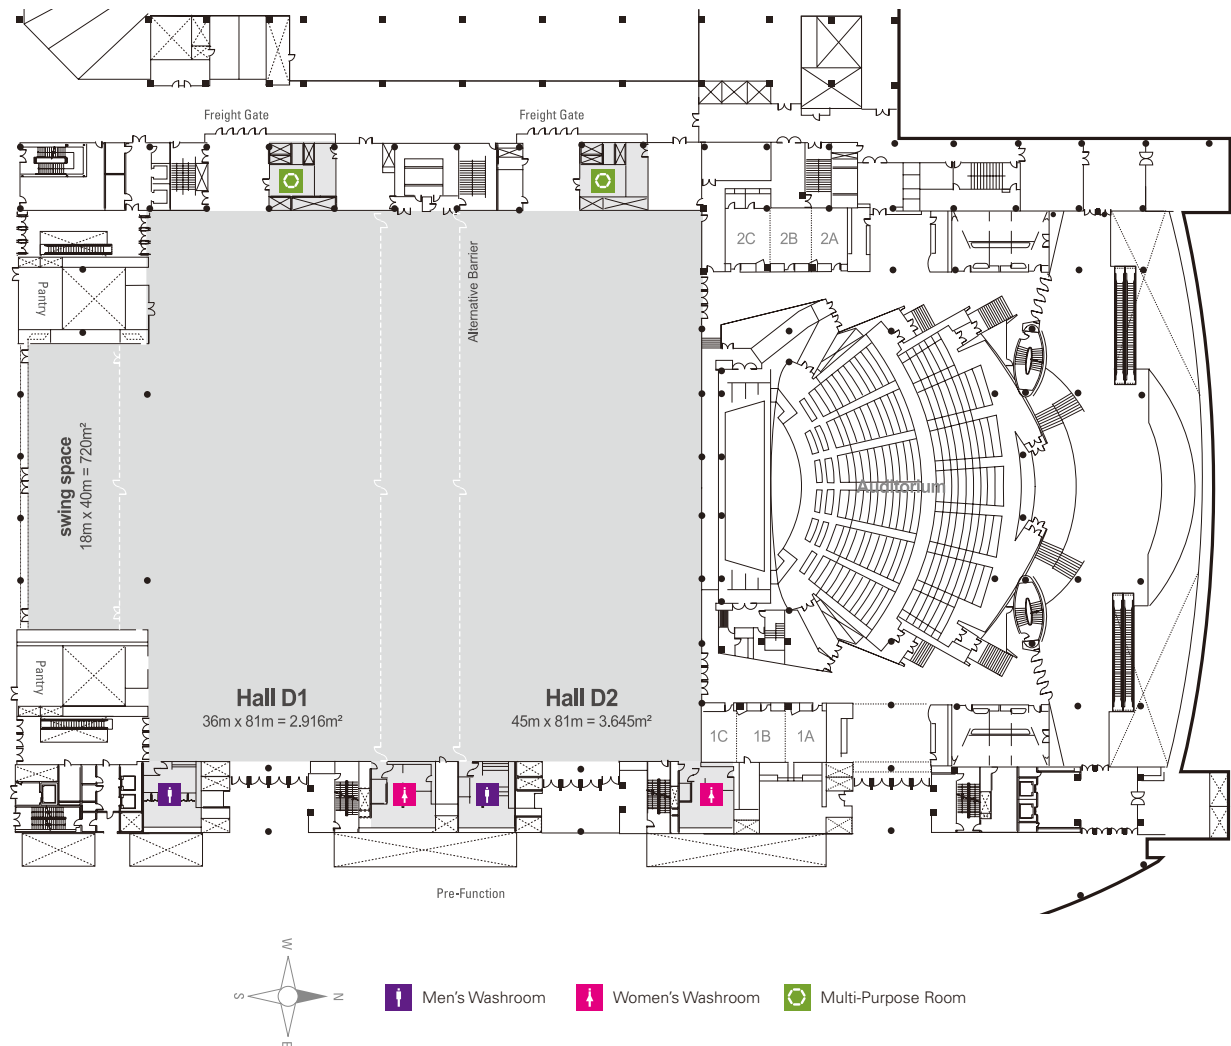 Freight Gate
Freight Gate
Alternative Barrier
2C
2B
2A
Pantry
swing space
18m x 40m = 720m²
Auditorium
Pantry
Hall D1
36m x 81m = 2.916m²
Hall D2
45m x 81m = 3.645m²
1C
1B
1A
Pre-Function
W
S
N
E
Men's Washroom
Women's Washroom
Multi-Purpose Room